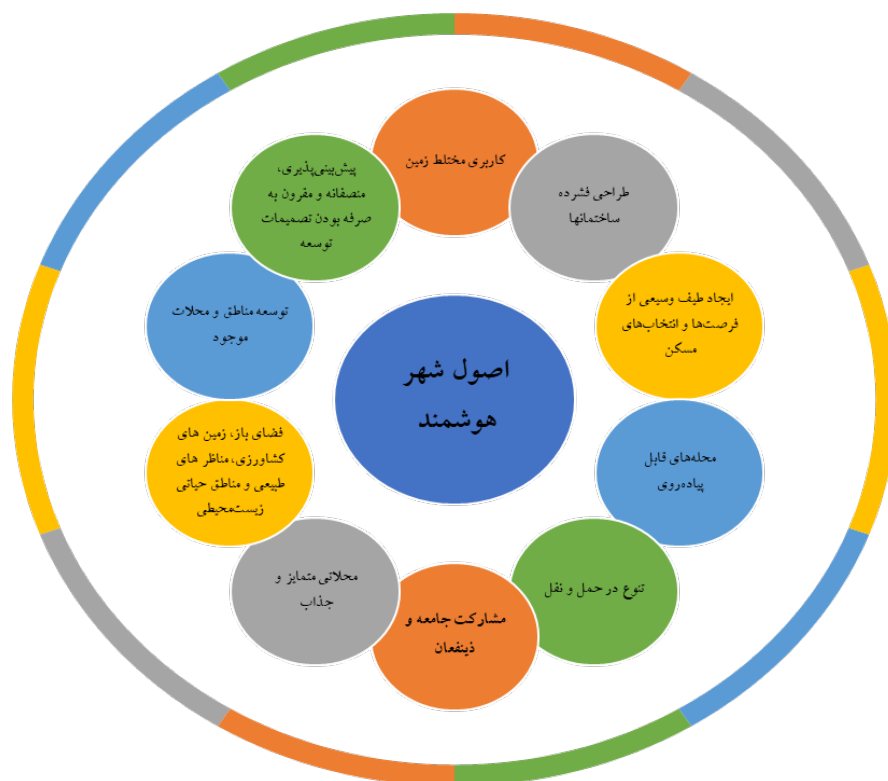 اصول شهر
هوشمند
کاربری مختلط زمین
طراحی فشرده
ساختمانها
ایجاد طیف وسیعی از
فرصت‌ها و انتخاب‌های
مسکن
محله‌های قابل
پیاده‌روی
تنوع در حمل و نقل
مشارکت جامعه و
ذینفعان
محلاتی متمایز و
جذاب
فضای باز، زمین های
کشاورزی، مناظر های
طبیعی و مناطق حیاتی
زیست‌محیطی
توسعه مناطق و محلات
موجود
پیش‌بینی‌پذیری،
منصفانه و مقرون به
صرفه بودن تصمیمات
توسعه